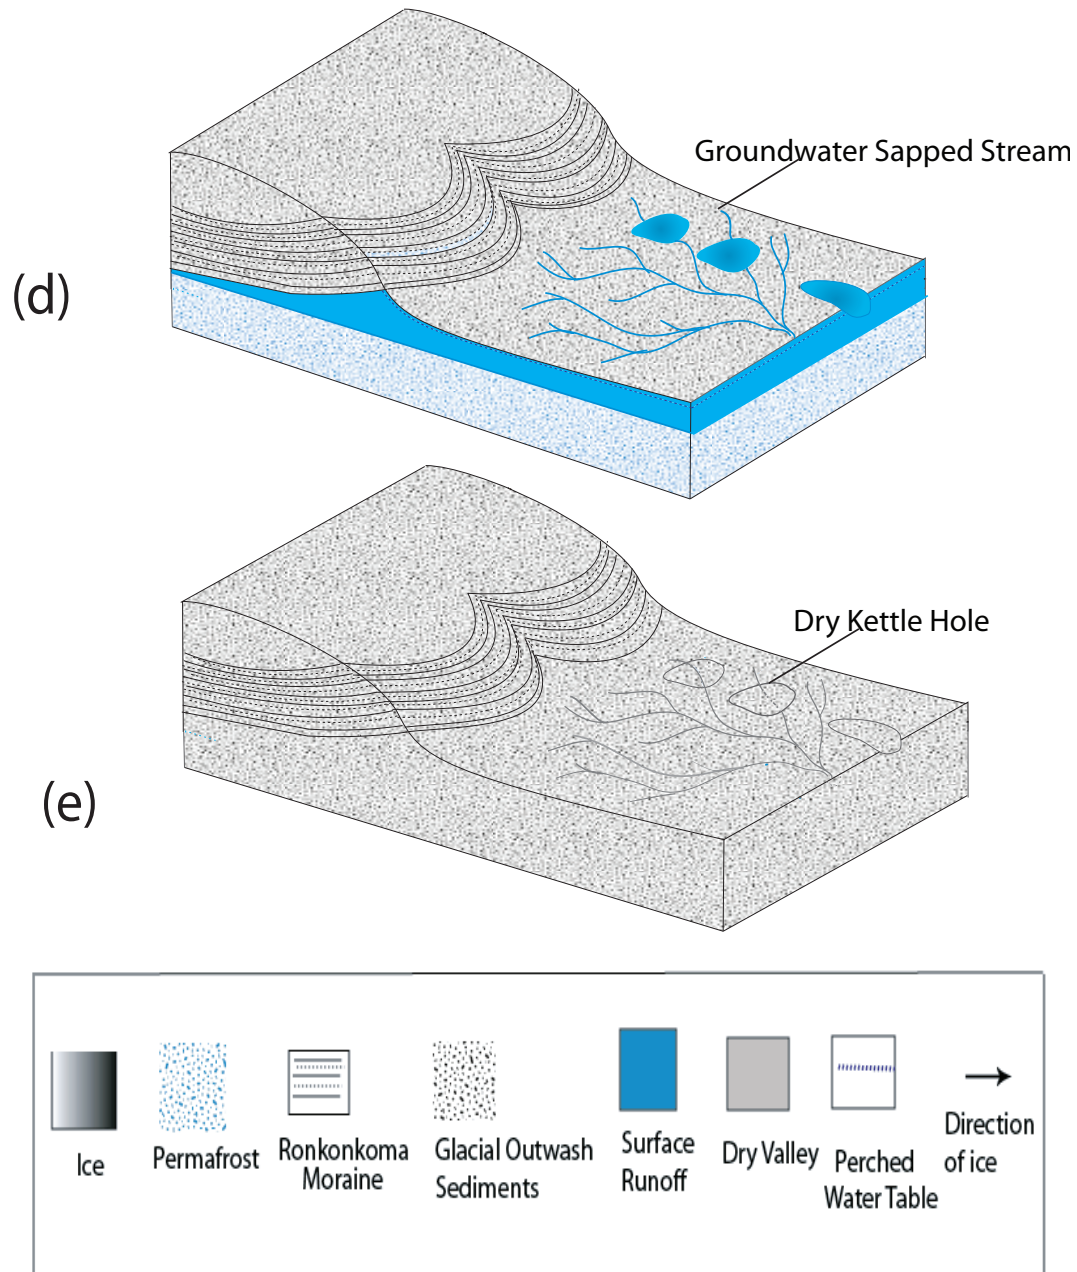 Groundwater Sapped Stream
(d)
Dry Kettle Hole
(e)
Ice
Permafrost
Ronkonkoma
Moraine
Glacial Outwash
Sediments
Surface
Runoff
Dry Valley
Perched
Water Table
Direction
of ice